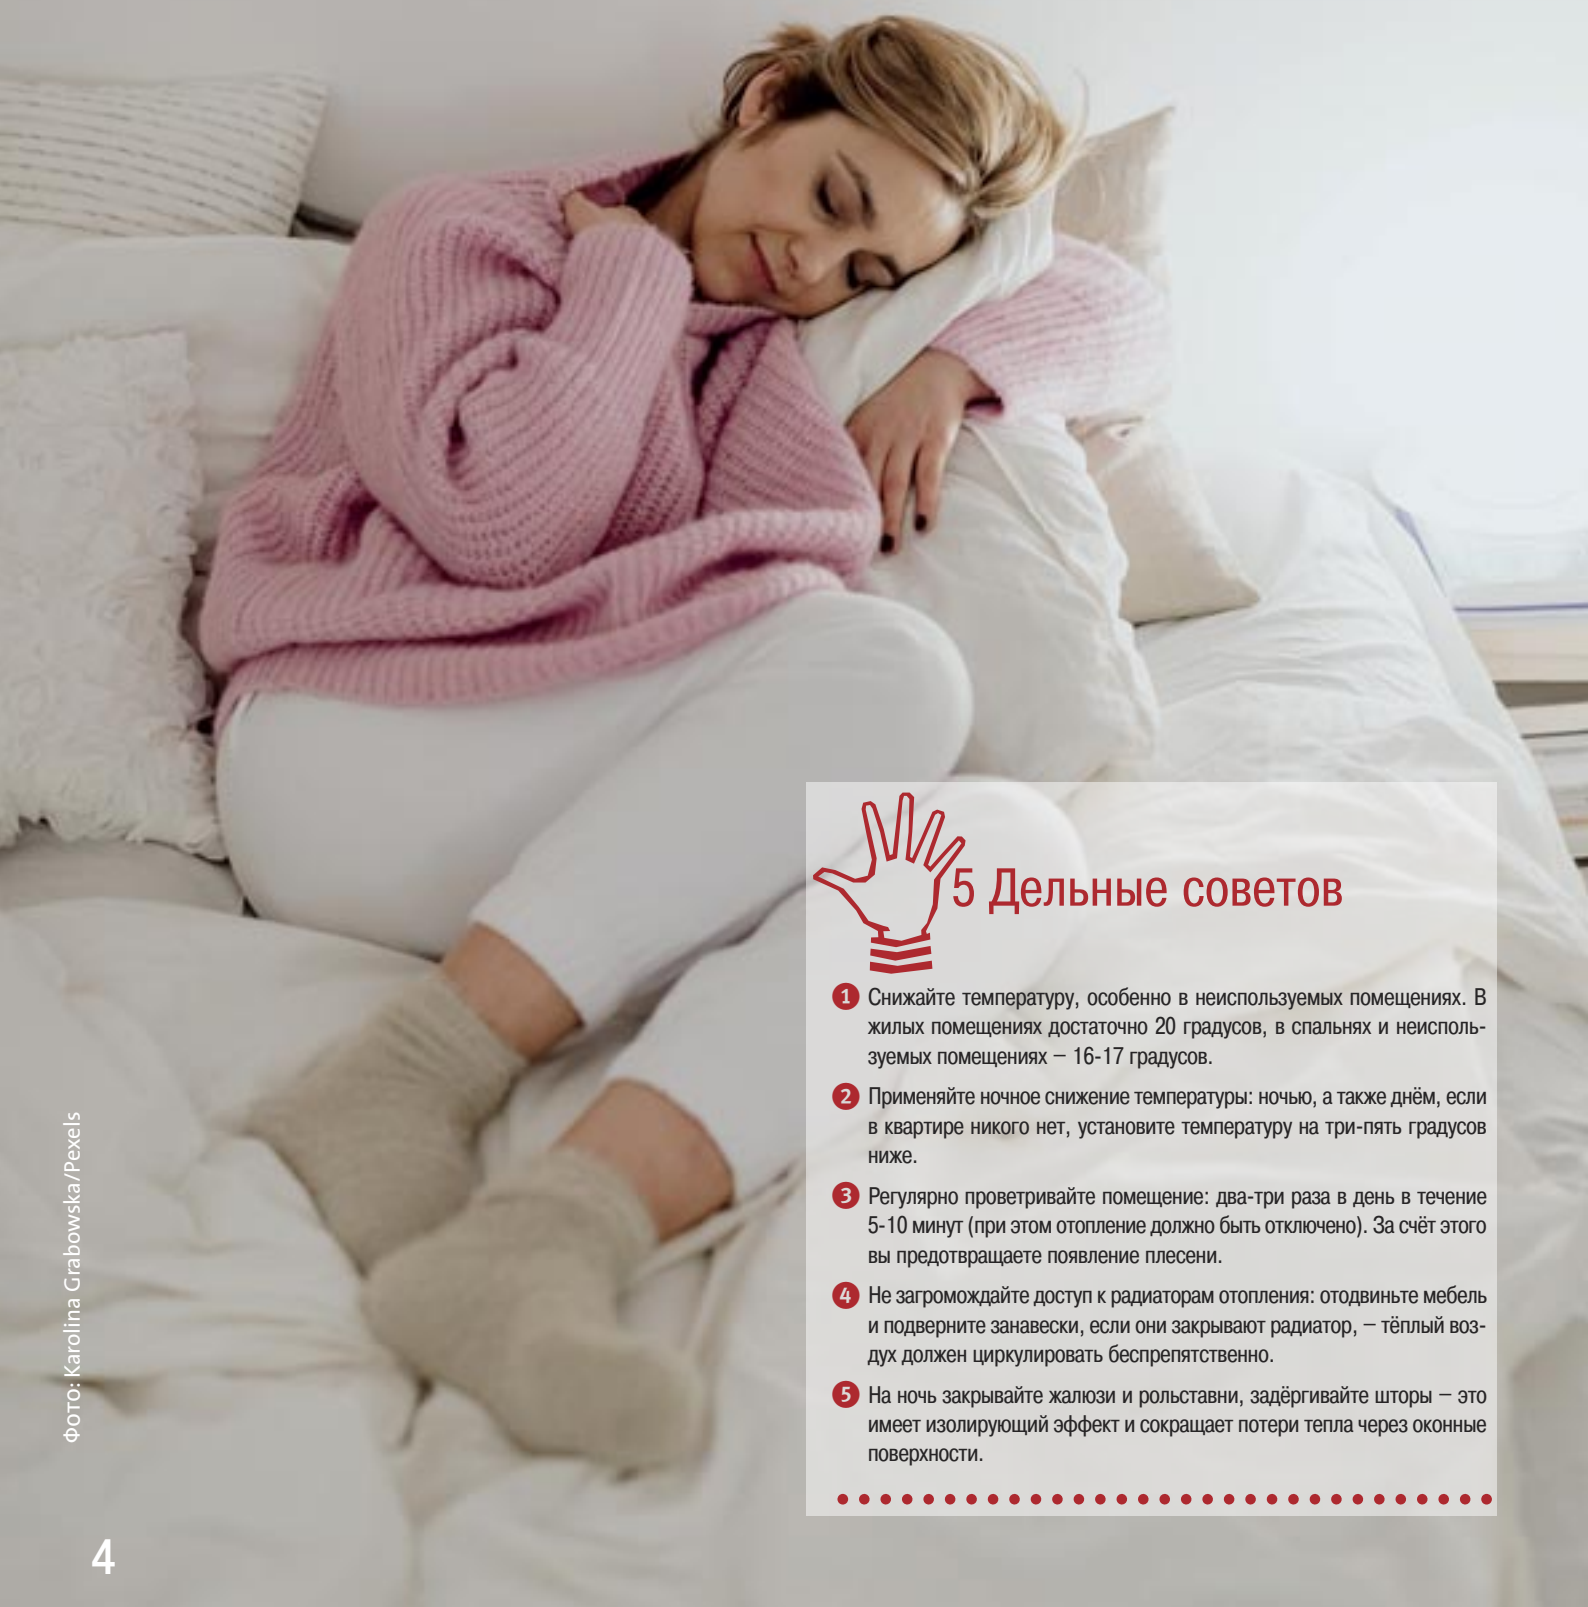 5 Дельные советов
1 Снижайте температуру, особенно в неиспользуемых помещениях. В
жилых помещениях достаточно 20 градусов, в спальнях и неисполь-
зуемых помещениях – 16-17 градусов.
2 Применяйте ночное снижение температуры: ночью, а также днём, если
в квартире никого нет, установите температуру на три-пять градусов
ниже.
3 Регулярно проветривайте помещение: два-три раза в день в течение
5-10 минут (при этом отопление должно быть отключено). За счёт этого
вы предотвращаете появление плесени.
4 Не загромождайте доступ к радиаторам отопления: отодвиньте мебель
и подверните занавески, если они закрывают радиатор, – тёплый воз-
дух должен циркулировать беспрепятственно.
5 На ночь закрывайте жалюзи и рольставни, задёргивайте шторы – это
имеет изолирующий эффект и сокращает потери тепла через оконные
поверхности.
Фото: Karolina Grabowska/Pexels
4